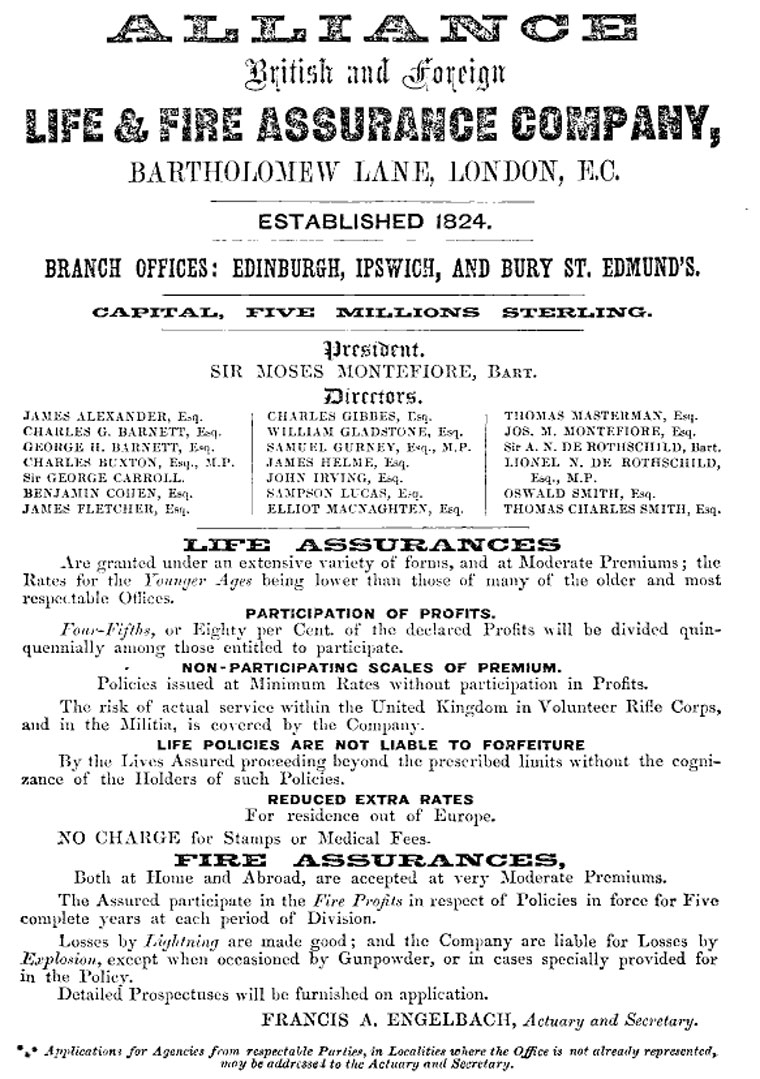 ALLIANCE
British and Foreign
LIFE & FIRE ASSURANCE COMPANY,
BARTHOLOMEW LANE, LONDON, E.C.
ESTABLISHED 1824.
BRANCH OFFICES: EDINBURGH, IPSWICH, AND BURY ST. EDMUND'S.
CAPITAL, FIVE MILLIONS STERLING.
President.
SIR MOSES MONTEFIORE, BART.
Directors.
JAMES ALEXANDER, Esq.
CHARLES G. BARNETT, Esq.
GEORGE H. BARNETT, Esq.
CHARLES BUXTON, Esq., M.P.
Sir GEORGE CARROLL.
BENJAMIN COHEN, Esq.
JAMES FLETCHER, Esq.
CHARLES GIBBES, Esq.
WILLIAM GLADSTONE, Esq.
SAMUEL GURNEY, Esq., M.P.
JAMES HELME, Esq.
JOHN IRVING, Esq.
SAMPSON LUCAS, Esq.
ELLIOT MACNAGHTEN, Esq.
THOMAS MASTERMAN, Esq.
JOS. M. MONTEFIORE, Esq.
Sir A. N. DE ROTHSCHILD, Bart.
LIONEL N. DE ROTHSCHILD,
Esq., M.P.
OSWALD SMITH, Esq.
THOMAS CHARLES SMITH, Esq.
LIFE ASSURANCES
Are granted under an extensive variety of forms, and at Moderate Premiums; the
Rates for the Younger Ages being lower than those of many of the older and most
respectable Offices.
PARTICIPATION OF PROFITS.
Four-Fifths, or Eighty per Cent. of the declared Profits will be divided quin-
quennially among those entitled to participate.
NON-PARTICIPATING SCALES OF PREMIUM.
Policies issued at Minimum Rates without participation in Profits.
The risk of actual service within the United Kingdom in Volunteer Rifle Corps,
and in the Militia, is covered by the Company.
LIFE POLICIES ARE NOT LIABLE TO FORFEITURE
By the Lives Assured proceeding beyond the prescribed limits without the cogni-
zance of the Holders of such Policies.
REDUCED EXTRA RATES
For residence out of Europe.
NO CHARGE for Stamps or Medical Fees.
FIRE ASSURANCES,
Both at Home and Abroad, are accepted at very Moderate Premiums.
The Assured participate in the Fire Profits in respect of Policies in force for Five
complete years at each period of Division.
Losses by Lightning are made good; and the Company are liable for Losses by
Explosion, except when occasioned by Gunpowder, or in cases specially provided for
in the Policy.
Detailed Prospectuses will be furnished on application.
FRANCIS A. ENGELBACH, Actuary and Secretary.
*⁎* Applications for Agencies from respectable Parties, in Localities where the Office is not already represented,
may be addressed to the Actuary and Secretary.